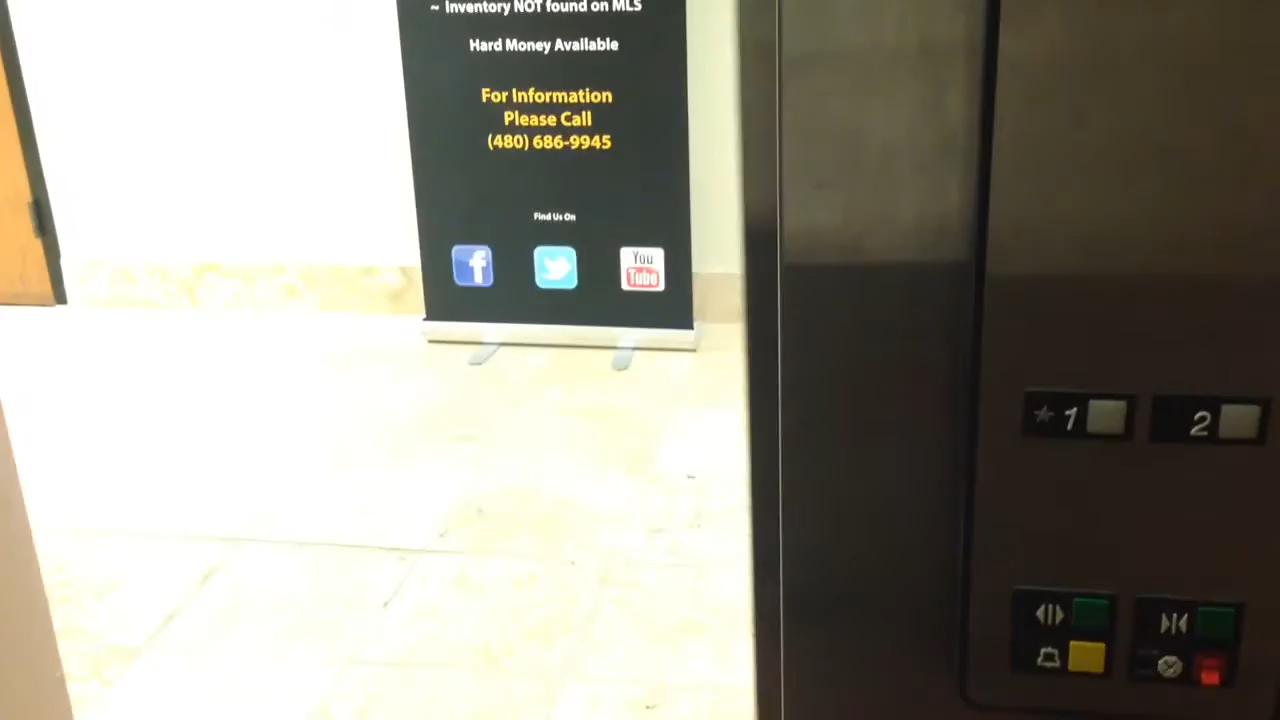 ~ Inventory NOT found on MLS
Hard Money Available
For Information
Please Call
(480) 686-9945
Find Us On
f
You
Tube
1
2